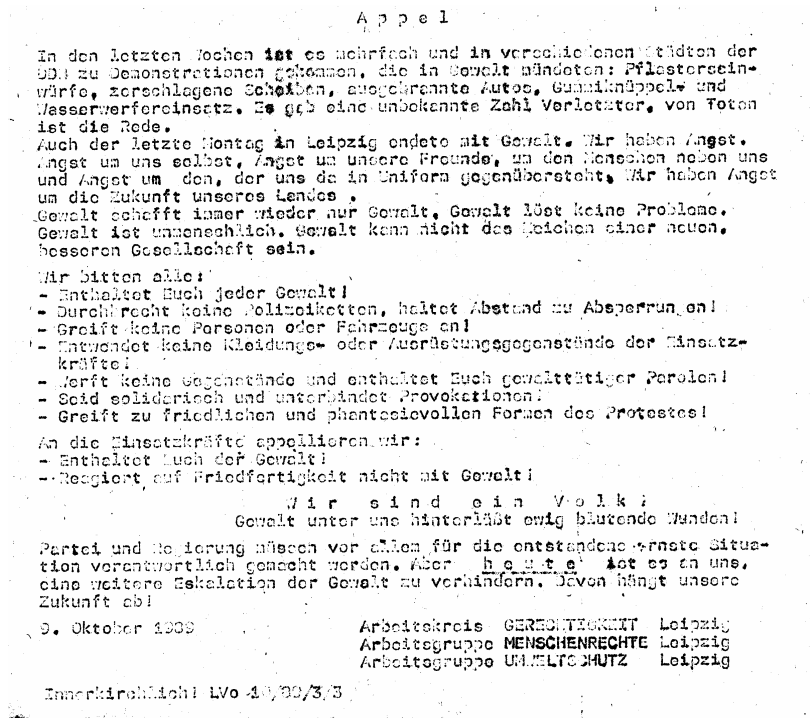 A p p e l
In den letzten Wochen ist es mehrfach und in verschiedenen Städten der
DDR zu Demonstrationen gekommen, die in Gewalt mündeten: Pflasterstein-
würfe, zerschlagene Scheiben, ausgebrannte Autos, Gummiknüppel- und
Wasserwerfereinsatz. Es gab eine unbekannte Zahl Verletzter, von Toten
ist die Rede.
Auch der letzte Montag in Leipzig endete mit Gewalt. Wir haben Angst.
Angst um uns selbst, Angst um unsere Freunde, um den Menschen neben uns
und Angst um den, der uns da in Uniform gegenübersteht. Wir haben Angst
um die Zukunft unseres Landes .
Gewalt schafft immer wieder nur Gewalt. Gewalt löst keine Probleme.
Gewalt ist unmenschlich. Gewalt kann nicht das Zeichen einer neuen,
besseren Gesellschaft sein.
Wir bitten alle:
- Enthaltet Euch jeder Gewalt!
- Durchbrecht keine Polizeiketten, haltet Abstand zu Absperrungen!
- Greift keine Personen oder Fahrzeuge an!
- Entwendet keine Kleidungs- oder Ausrüstungsgegenstände der Einsatz-
kräfte!
- Werft keine Gegenstände und enthaltet Euch gewalttätiger Parolen!
- Seid solidarisch und unterbindet Provokationen!
- Greift zu friedlichen und phantasievollen Formen des Protestes!
An die Einsatzkräfte appellieren wir:
- Enthaltet Euch der Gewalt!
- Reagiert auf Friedfertigkeit nicht mit Gewalt!
W i r s i n d e i n V o l k !
Gewalt unter uns hinterläßt ewig blutende Wunden!
Partei und Regierung müssen vor allem für die entstandene ernste Situa-
tion verantwortlich gemacht werden. Aber h e u t e ist es an uns,
eine weitere Eskalation der Gewalt zu verhindern. Davon hängt unsere
Zukunft ab!
9. Oktober 1989 Arbeitskreis GERECHTIGKEIT Leipzig
Arbeitsgruppe MENSCHENRECHTE Leipzig
Arbeitsgruppe UMWELTSCHUTZ Leipzig
Innerkirchlich! LVo